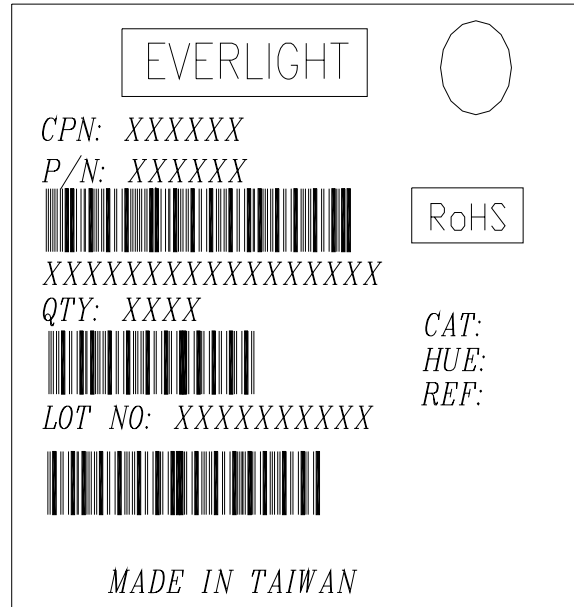 EVERLIGHT
CPN: XXXXXX
P/N: XXXXXX
RoHS
XXXXXXXXXXXXXXXXX
QTY: XXXX
CAT:
HUE:
REF:
LOT NO: XXXXXXXXXX
MADE IN TAIWAN